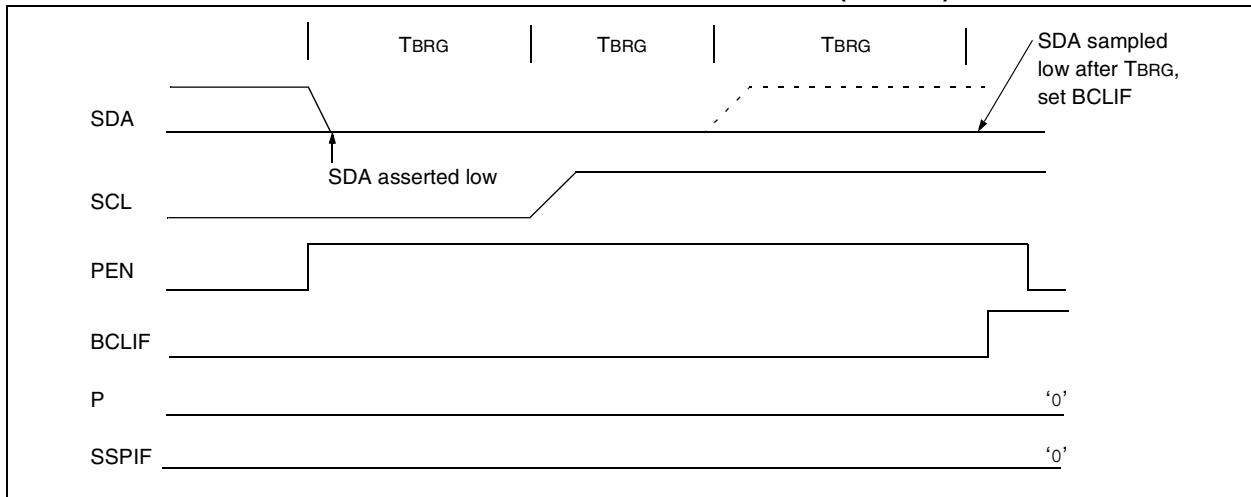 TBRG TBRG TBRG
SDA sampled
low after TBRG,
set BCLIF
SDA
SDA asserted low
SCL
PEN
BCLIF
P
‘0’
SSPIF
‘0’